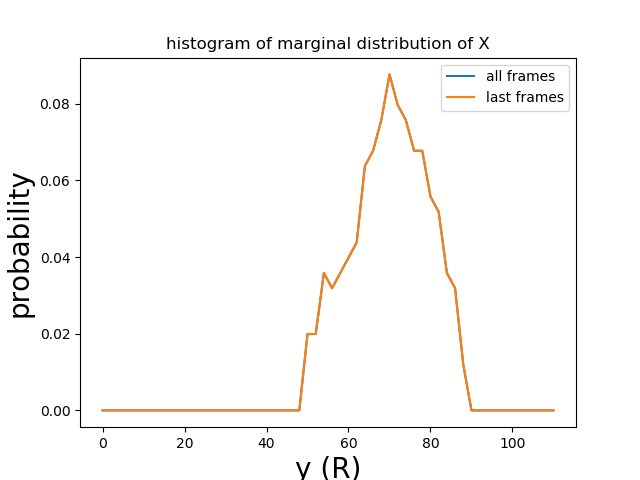 histogram of marginal distribution of X
all frames
last frames
probability
0.08
0.06
0.04
0.02
0.00
0 20 40 60 80 100
y (R)